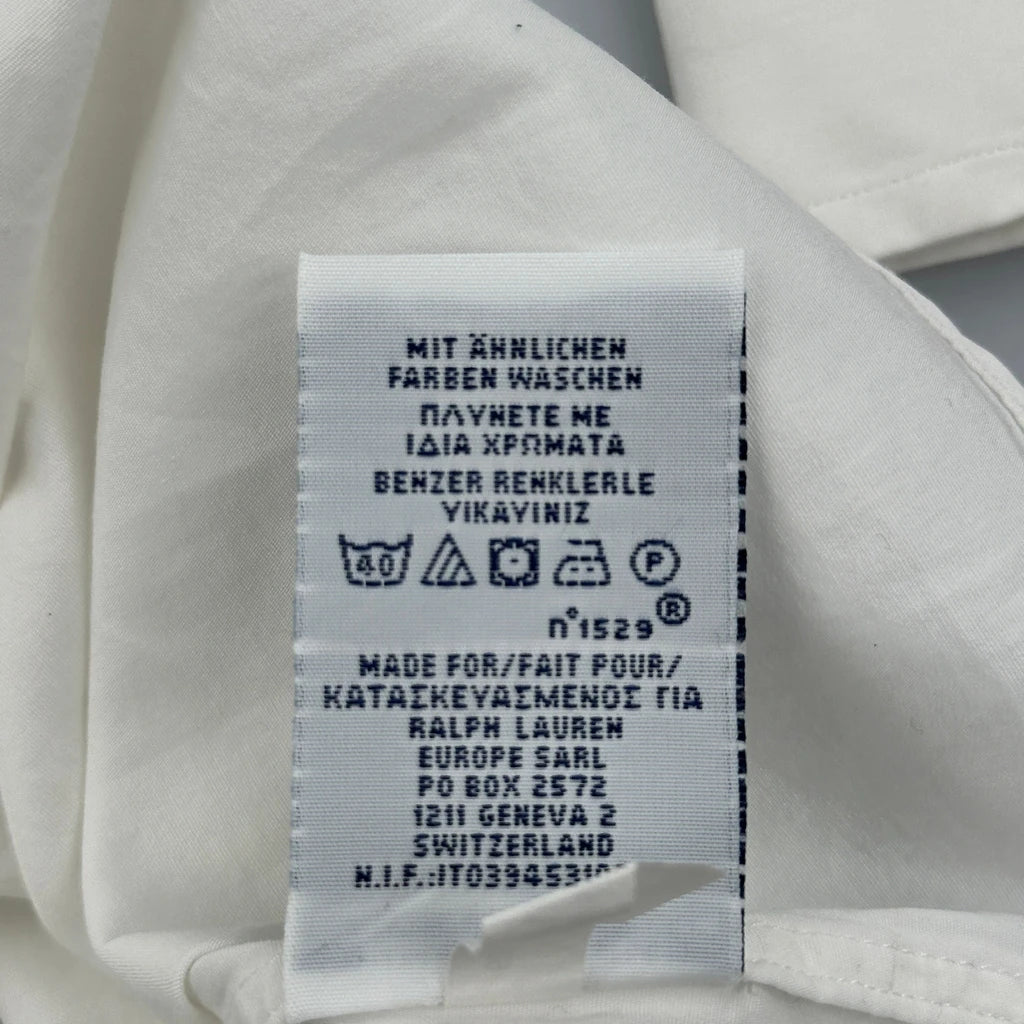 MIT ÄHNLICHEN
FARBEN WASCHEN
ΠΛΥΝΕΤΕ ΜΕ
ΙΔΙΑ ΧΡΩΜΑΤΑ
BENZER RENKLERLE
YIKAYINIZ
40 P
n°1529®
MADE FOR/FAIT POUR/
ΚΑΤΑΣΚΕΥΑΣΜΕΝΟΣ ΓΙΑ
RALPH LAUREN
EUROPE SARL
PO BOX 2572
1211 GENEVA 2
SWITZERLAND
N.I.F.: